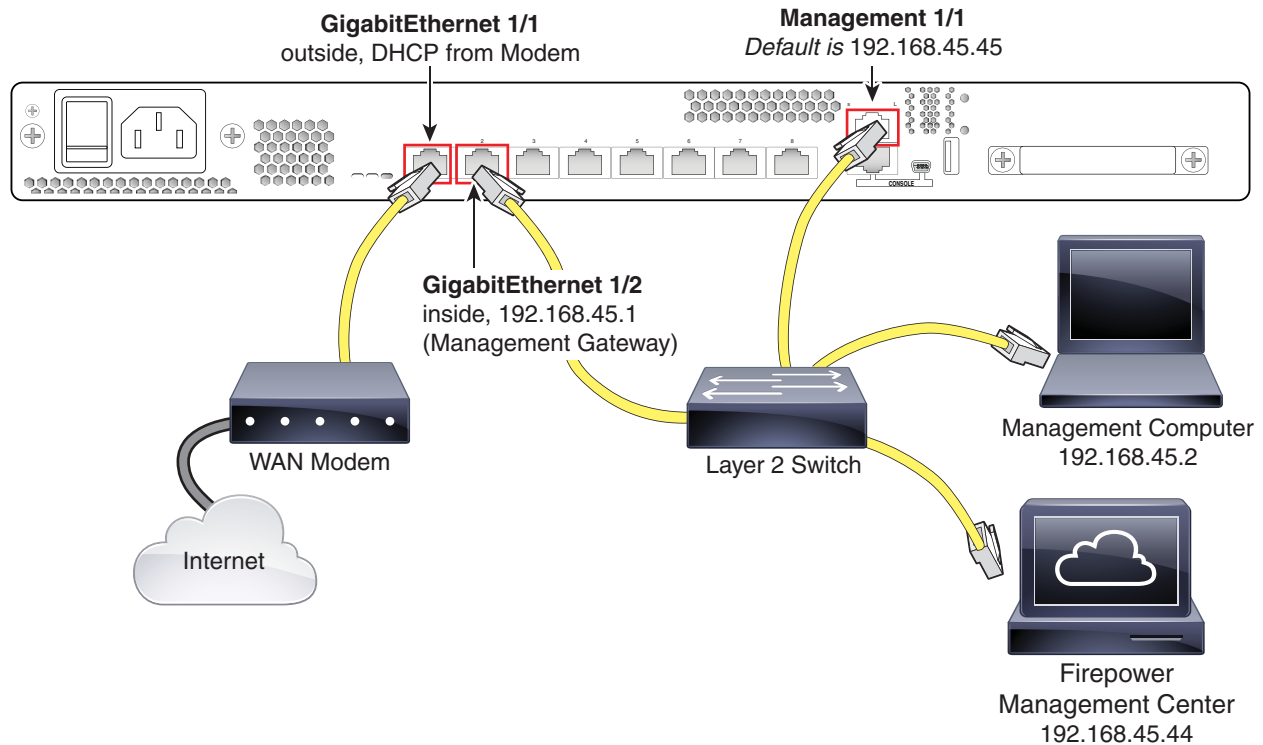 GigabitEthernet 1/1
outside, DHCP from Modem
Management 1/1
Default is 192.168.45.45
2 3 4 5 6 7 8
CONSOLE
GigabitEthernet 1/2
inside, 192.168.45.1
(Management Gateway)
WAN Modem
Internet
Layer 2 Switch
Management Computer
192.168.45.2
Firepower
Management Center
192.168.45.44